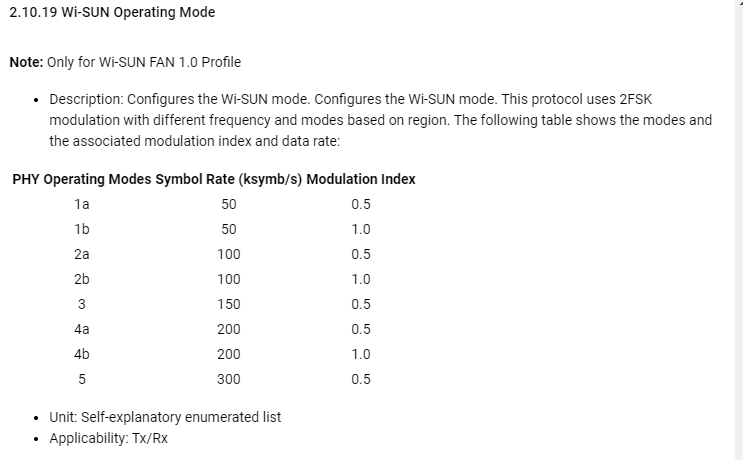 2.10.19 Wi-SUN Operating Mode
Note: Only for Wi-SUN FAN 1.0 Profile
• Description: Configures the Wi-SUN mode. Configures the Wi-SUN mode. This protocol uses 2FSK
modulation with different frequency and modes based on region. The following table shows the modes and
the associated modulation index and data rate:
PHY Operating Modes Symbol Rate (ksymb/s) Modulation Index
1a 50 0.5
1b 50 1.0
2a 100 0.5
2b 100 1.0
3 150 0.5
4a 200 0.5
4b 200 1.0
5 300 0.5
• Unit: Self-explanatory enumerated list
• Applicability: Tx/Rx